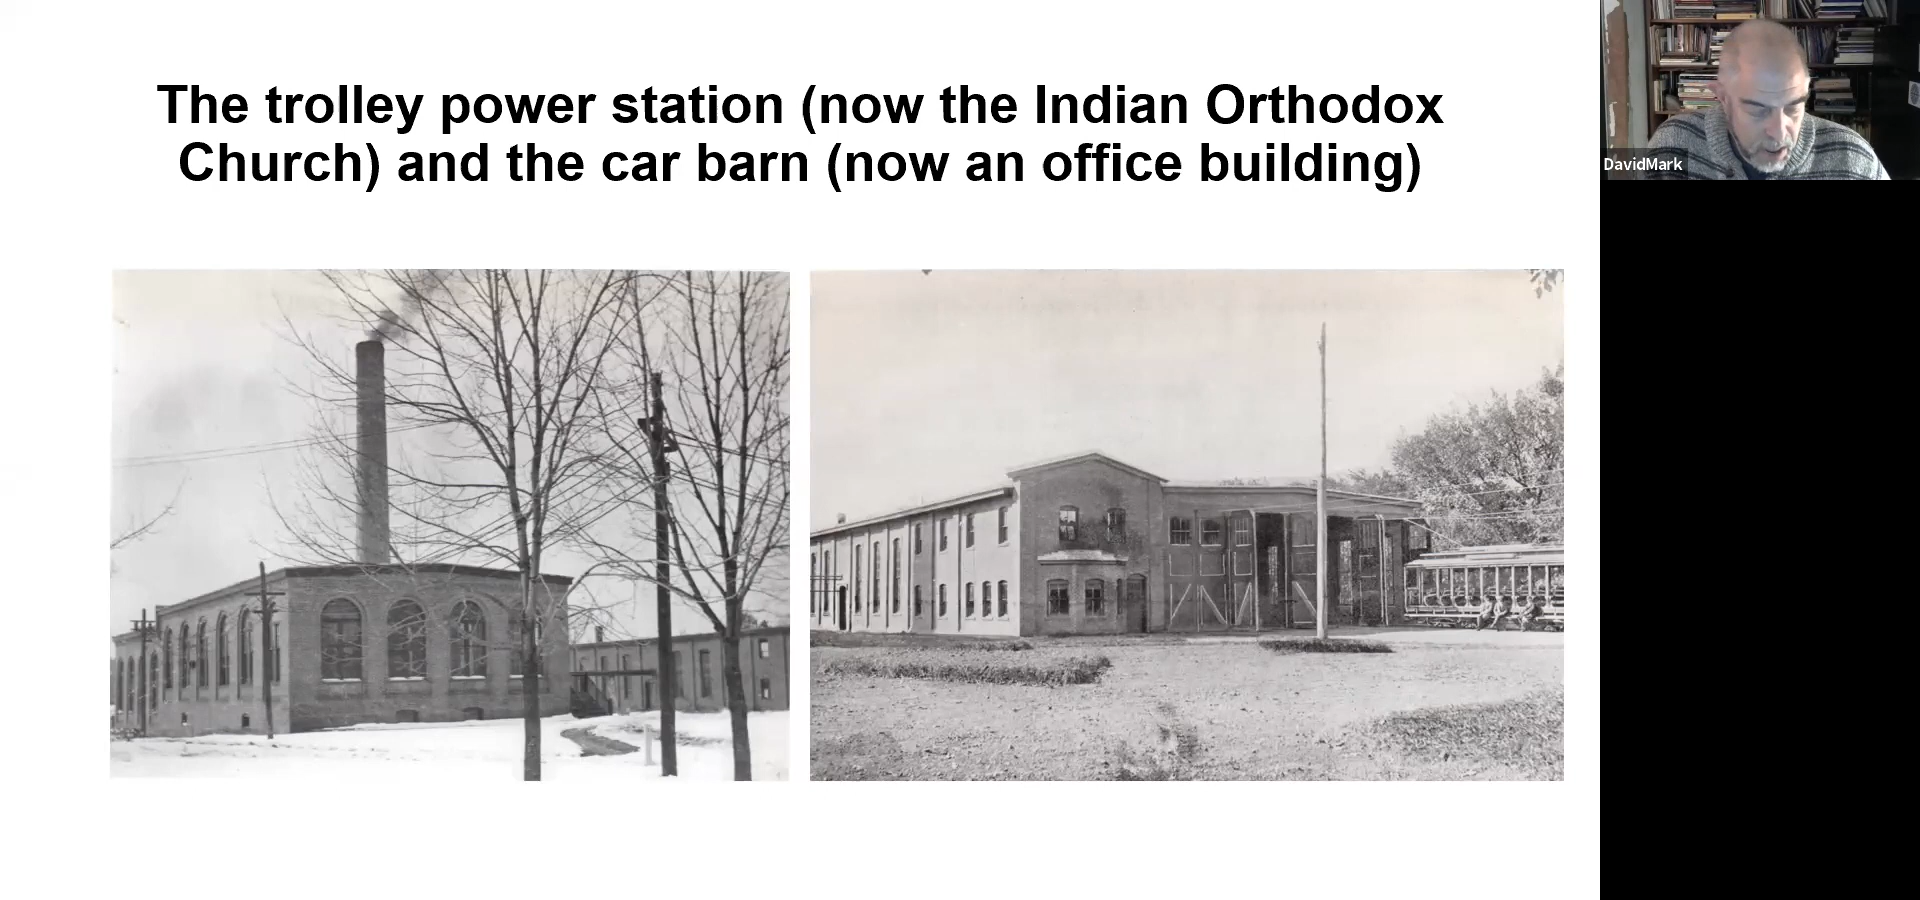 The trolley power station (now the Indian Orthodox
Church) and the car barn (now an office building)
DavidMark